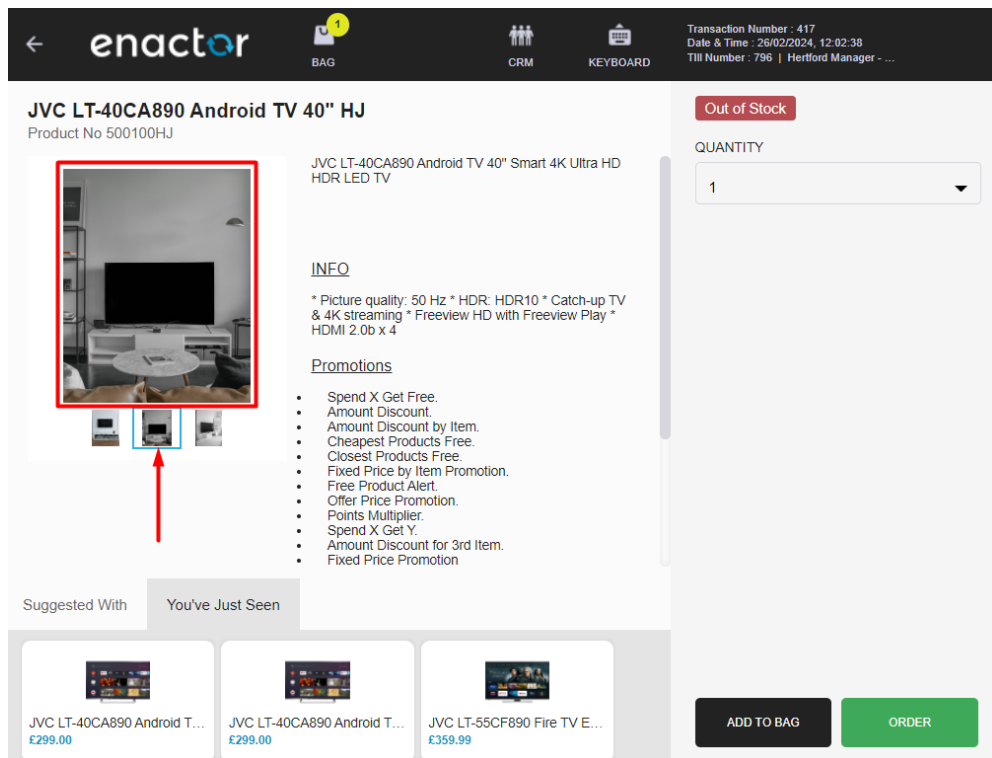 enactor
1
BAG
CRM
KEYBOARD
Transaction Number : 417
Date & Time : 26/02/2024, 12:02:38
Till Number : 796 | Hertford Manager - ...
JVC LT-40CA890 Android TV 40" HJ
Product No 500100HJ
JVC LT-40CA890 Android TV 40" Smart 4K Ultra HD
HDR LED TV
INFO
* Picture quality: 50 Hz * HDR: HDR10 * Catch-up TV
& 4K streaming * Freeview HD with Freeview Play *
HDMI 2.0b x 4
Promotions
• Spend X Get Free.
• Amount Discount.
• Amount Discount by Item.
• Cheapest Products Free.
• Closest Products Free.
• Fixed Price by Item Promotion.
• Free Product Alert.
• Offer Price Promotion.
• Points Multiplier.
• Spend X Get Y.
• Amount Discount for 3rd Item.
• Fixed Price Promotion
Out of Stock
QUANTITY
1
Suggested With
You've Just Seen
JVC LT-40CA890 Android T...
£299.00
JVC LT-40CA890 Android T...
£299.00
JVC LT-55CF890 Fire TV E...
£359.99
ADD TO BAG
ORDER